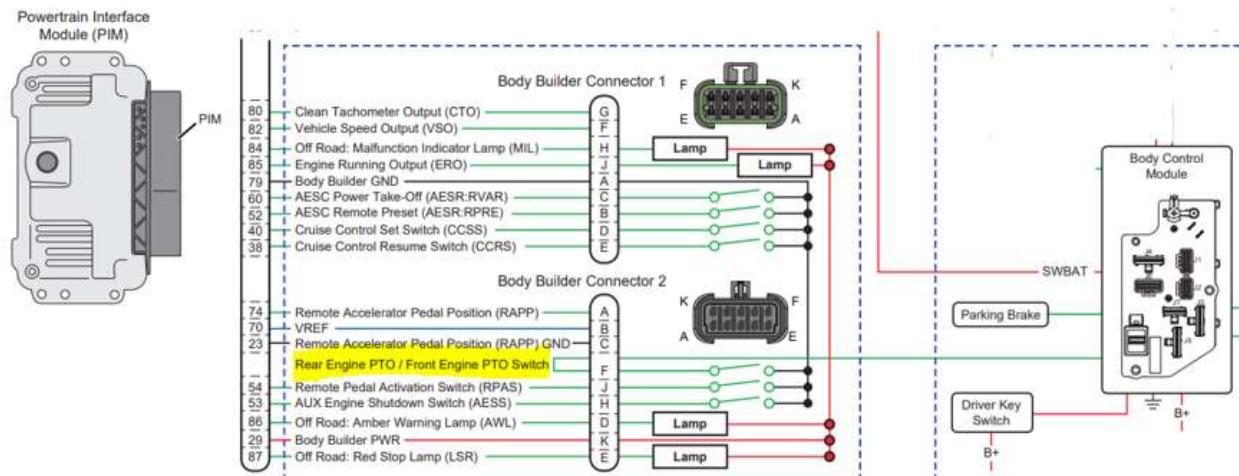 Powertrain Interface
Module (PIM)
PIM
Body Builder Connector 1
F K
E A
80 Clean Tachometer Output (CTO) G
82 Vehicle Speed Output (VSO) F
84 Off Road: Malfunction Indicator Lamp (MIL) H Lamp
85 Engine Running Output (ERO) J Lamp
79 Body Builder GND A
60 AESC Power Take-Off (AESR:RVAR) C
52 AESC Remote Preset (AESR:RPRE) B
40 Cruise Control Set Switch (CCSS) D
38 Cruise Control Resume Switch (CCRS) E
Body Builder Connector 2
K F
A E
74 Remote Accelerator Pedal Position (RAPP) A
70 VREF B
23 Remote Accelerator Pedal Position (RAPP) GND C
Rear Engine PTO / Front Engine PTO Switch F
54 Remote Pedal Activation Switch (RPAS) J
53 AUX Engine Shutdown Switch (AESS) H
86 Off Road: Amber Warning Lamp (AWL) D Lamp
29 Body Builder PWR K
87 Off Road: Red Stop Lamp (LSR) E Lamp
SWBAT
Parking Brake
Driver Key
Switch
B+
Body Control
Module
J4
J1
J2
B+